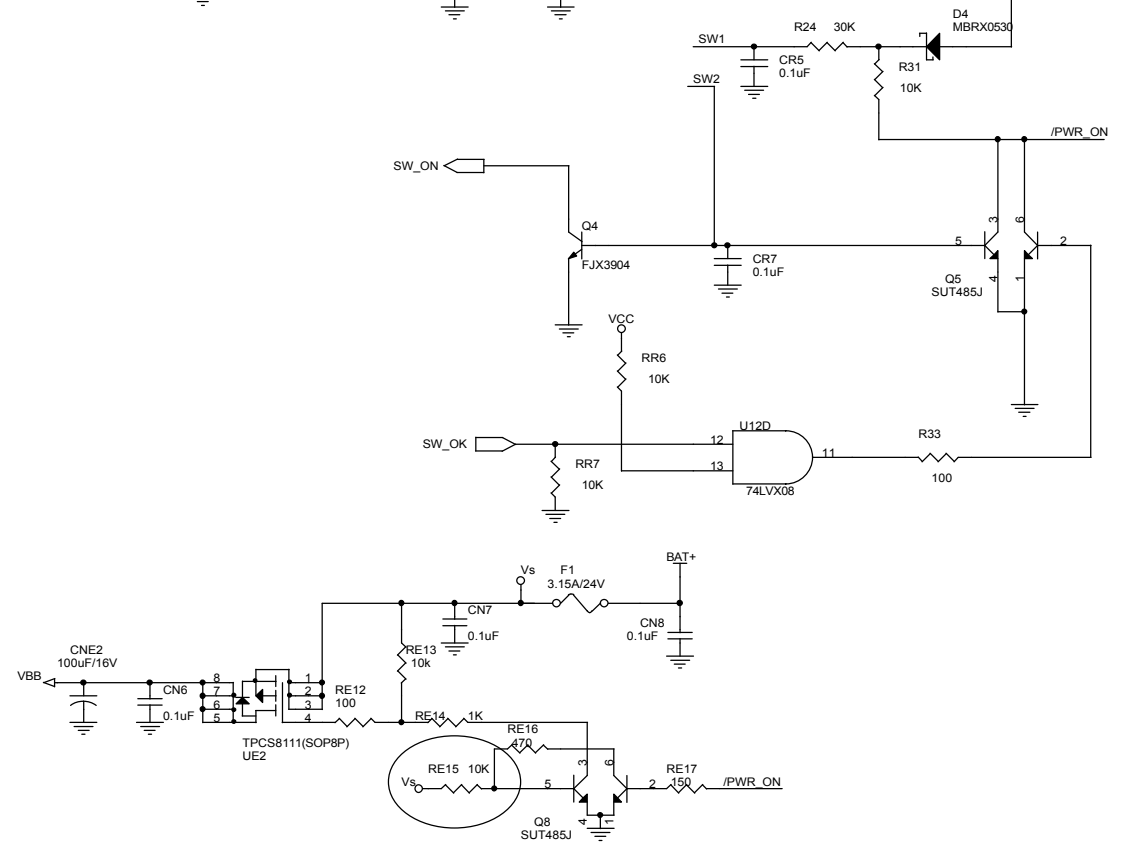 D4
MBRX0530
R24 30K
SW1
CR5
0.1uF
R31
10K
SW2
/PWR_ON
SW_ON
3
6
Q4
5
2
FJX3904
CR7
0.1uF
Q5
SUT485J
4
1
VCC
RR6
10K
U12D
SW_OK
12
11
R33
13
RR7
10K
100
74LVX08
BAT+
Vs
F1
3.15A/24V
CN7
0.1uF
CN8
0.1uF
CNE2
100uF/16V
RE13
10k
VBB
8
1
CN6
7
2
RE12
100
6
3
0.1uF
5
4
RE14 1K
RE16
470
TPCS8111(SOP8P)
UE2
3
6
RE15 10K
RE17
150
Vs
5
2
/PWR_ON
Q8
SUT485J
4
1